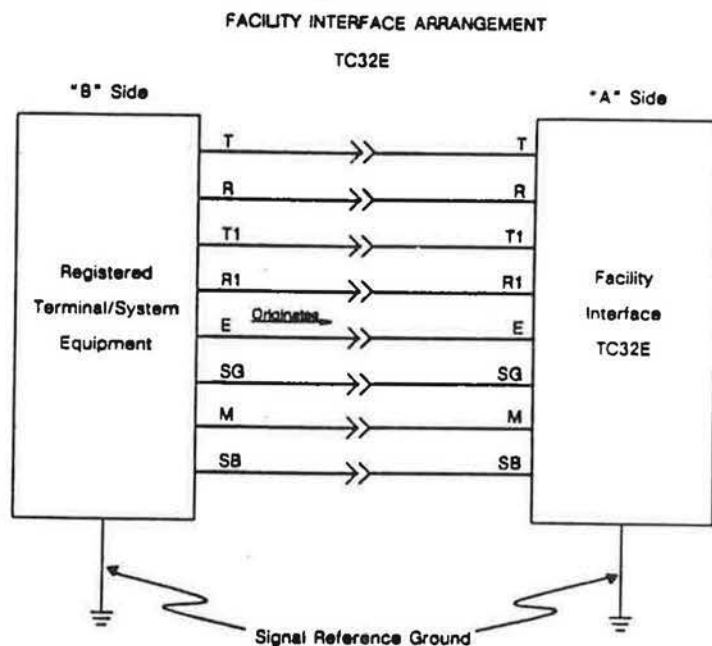 FACILITY INTERFACE ARRANGEMENT
TC32E
"B" Side
"A" Side
T
T
R
R
T1
T1
R1
R1
Originates
E
E
SG
SG
M
M
SB
SB
Registered
Terminal/System
Equipment
Facility
Interface
TC32E
Signal Reference Ground